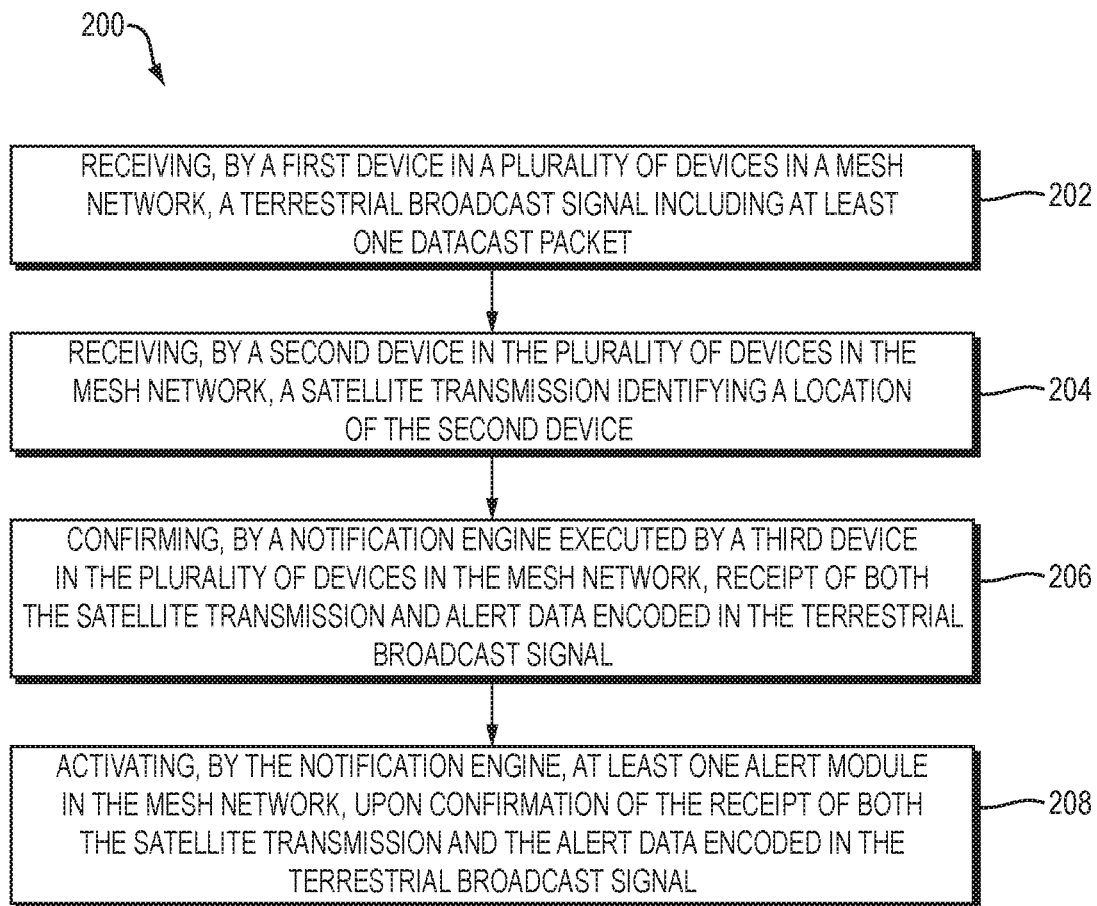 200
RECEIVING, BY A FIRST DEVICE IN A PLURALITY OF DEVICES IN A MESH
NETWORK, A TERRESTRIAL BROADCAST SIGNAL INCLUDING AT LEAST
ONE DATACAST PACKET
202
RECEIVING, BY A SECOND DEVICE IN THE PLURALITY OF DEVICES IN THE
MESH NETWORK, A SATELLITE TRANSMISSION IDENTIFYING A LOCATION
OF THE SECOND DEVICE
204
CONFIRMING, BY A NOTIFICATION ENGINE EXECUTED BY A THIRD DEVICE
IN THE PLURALITY OF DEVICES IN THE MESH NETWORK, RECEIPT OF BOTH
THE SATELLITE TRANSMISSION AND ALERT DATA ENCODED IN THE TERRESTRIAL
BROADCAST SIGNAL
206
ACTIVATING, BY THE NOTIFICATION ENGINE, AT LEAST ONE ALERT MODULE
IN THE MESH NETWORK, UPON CONFIRMATION OF THE RECEIPT OF BOTH
THE SATELLITE TRANSMISSION AND THE ALERT DATA ENCODED IN THE
TERRESTRIAL BROADCAST SIGNAL
208